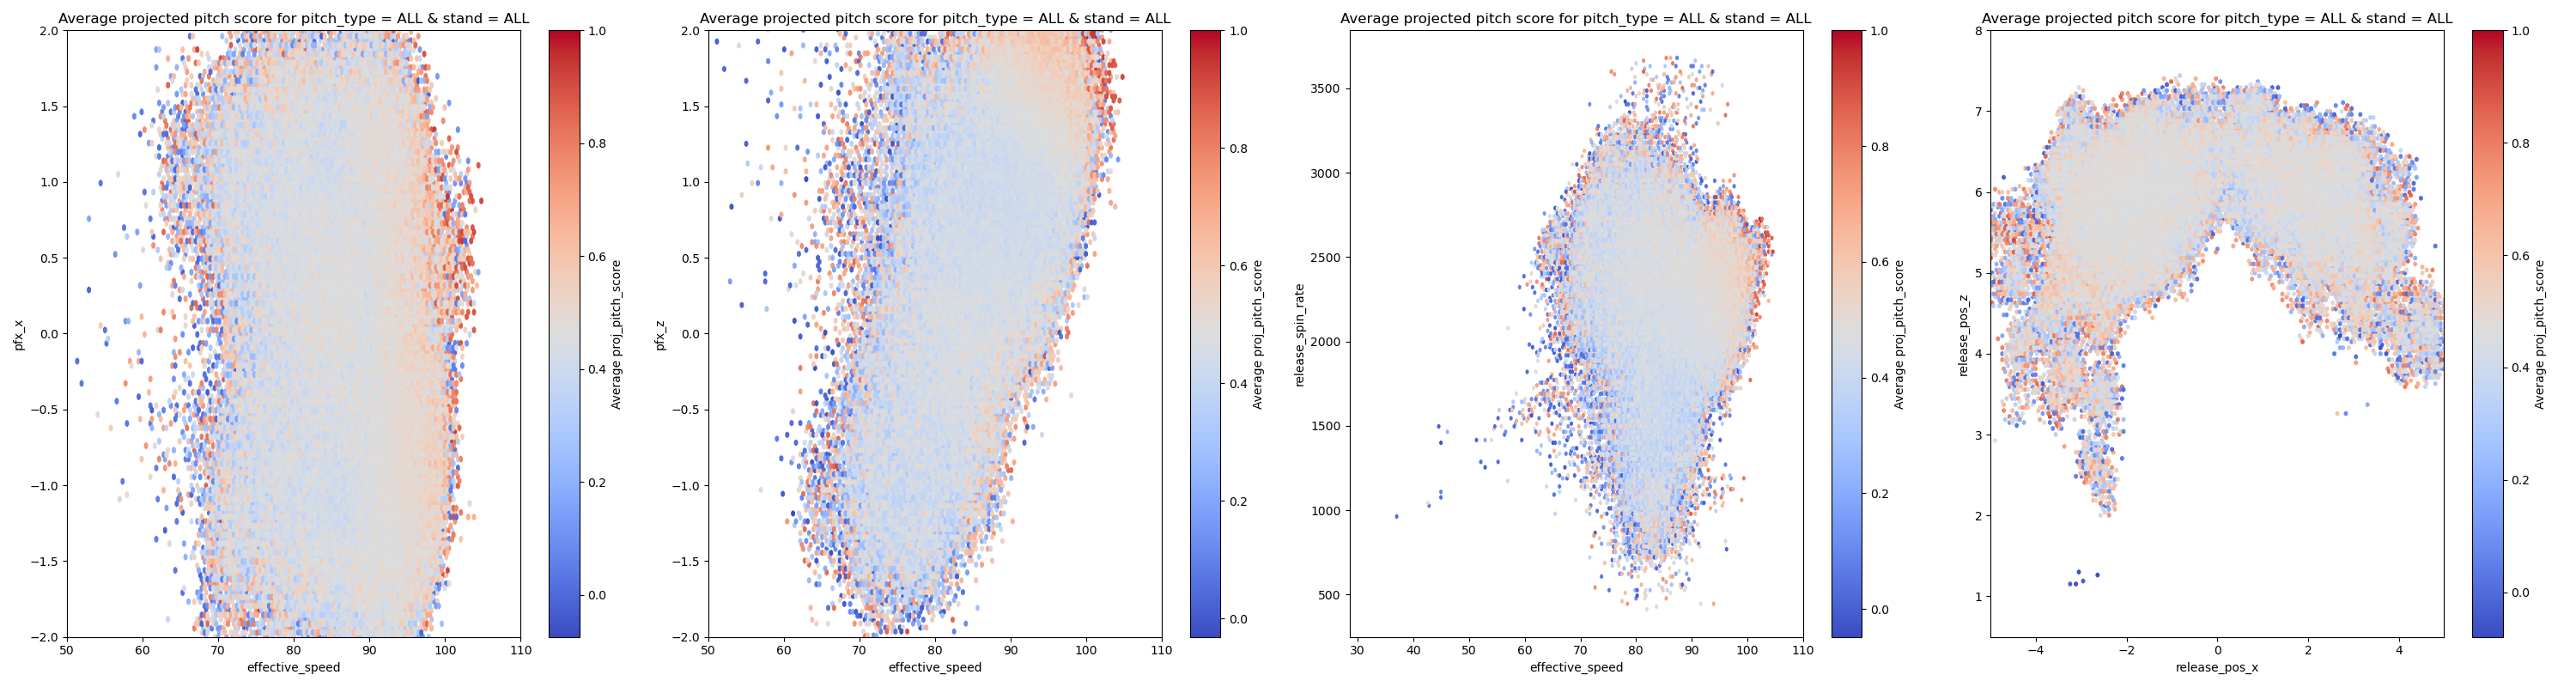 Average projected pitch score for pitch_type = ALL & stand = ALL
2.0
1.5
1.0
0.5
0.0
−0.5
−1.0
−1.5
−2.0
pfx_x
50 60 70 80 90 100 110
effective_speed
1.0
0.8
0.6
0.4
0.2
0.0
Average proj_pitch_score
Average projected pitch score for pitch_type = ALL & stand = ALL
2.0
1.5
1.0
0.5
0.0
−0.5
−1.0
−1.5
−2.0
pfx_z
50 60 70 80 90 100 110
effective_speed
1.0
0.8
0.6
0.4
0.2
0.0
Average proj_pitch_score
Average projected pitch score for pitch_type = ALL & stand = ALL
3500
3000
2500
2000
1500
1000
500
release_spin_rate
30 40 50 60 70 80 90 100 110
effective_speed
1.0
0.8
0.6
0.4
0.2
0.0
Average proj_pitch_score
Average projected pitch score for pitch_type = ALL & stand = ALL
8
7
6
5
4
3
2
1
release_pos_z
−4 −2 0 2 4
release_pos_x
1.0
0.8
0.6
0.4
0.2
0.0
Average proj_pitch_score